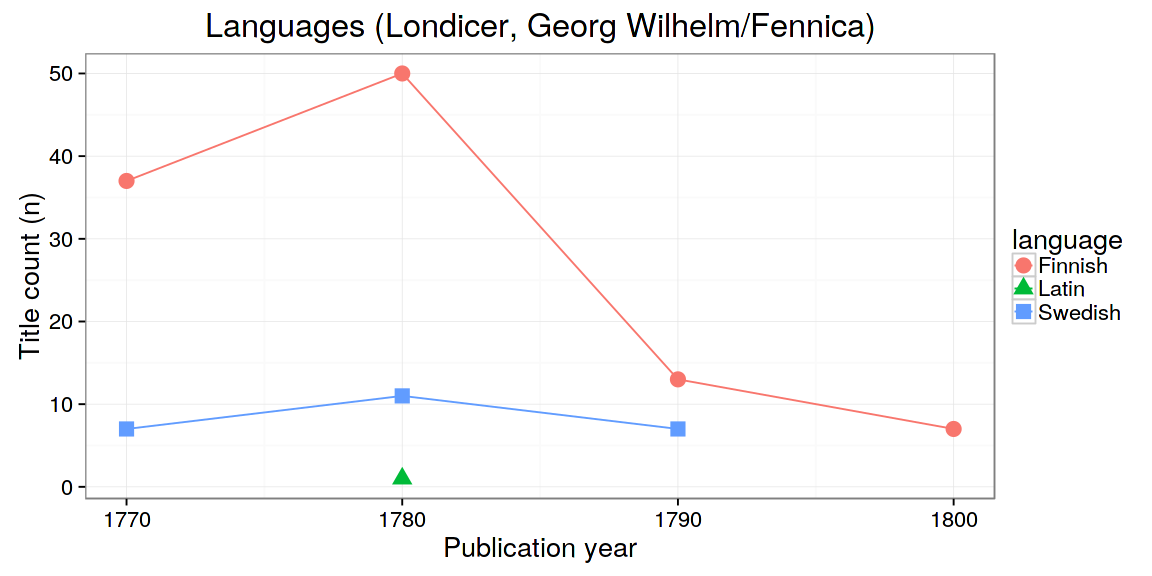 Languages (Londicer, Georg Wilhelm/Fennica)
50
40
30
20
10
0
Title count (n)
1770 1780 1790 1800
Publication year
language
Finnish
Latin
Swedish